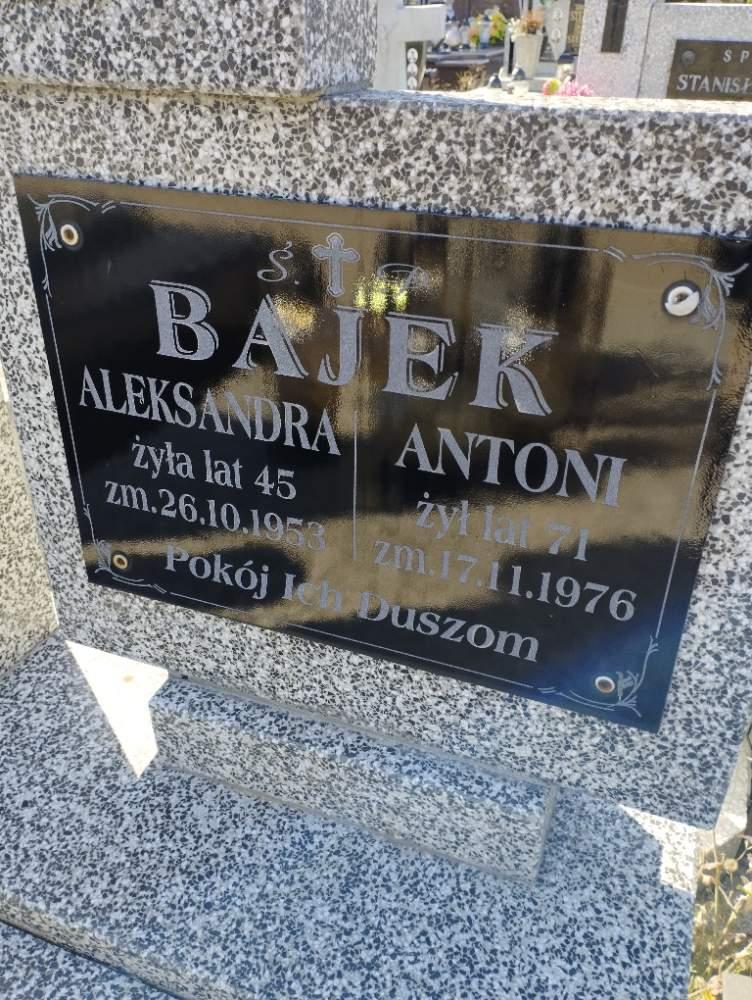 Ś. P.
BAJEK
ALEKSANDRA
żyła lat 45
zm.26.10.1953
ANTONI
żył lat 71
zm.17.11.1976
Pokój Ich Duszom
S P
STANIS